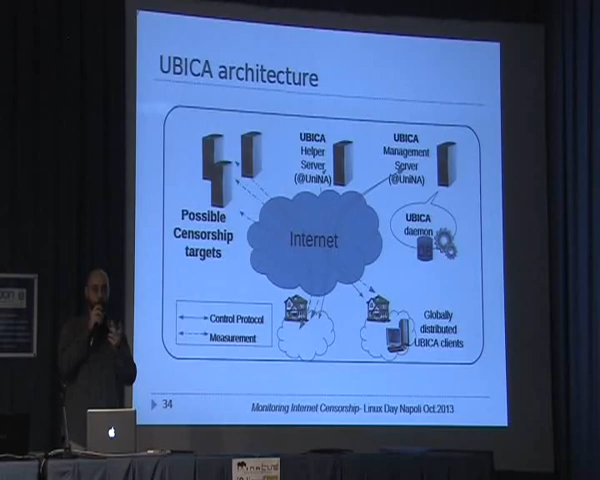 UBICA architecture
UBICA
Helper
Server
(@UniNA)
UBICA
Management
Server
(@UniNA)
Possible
Censorship
targets
Internet
UBICA
daemon
Control Protocol
Measurement
Globally
distributed
UBICA clients
34
Monitoring Internet Censorship- Linux Day Napoli Oct.2013